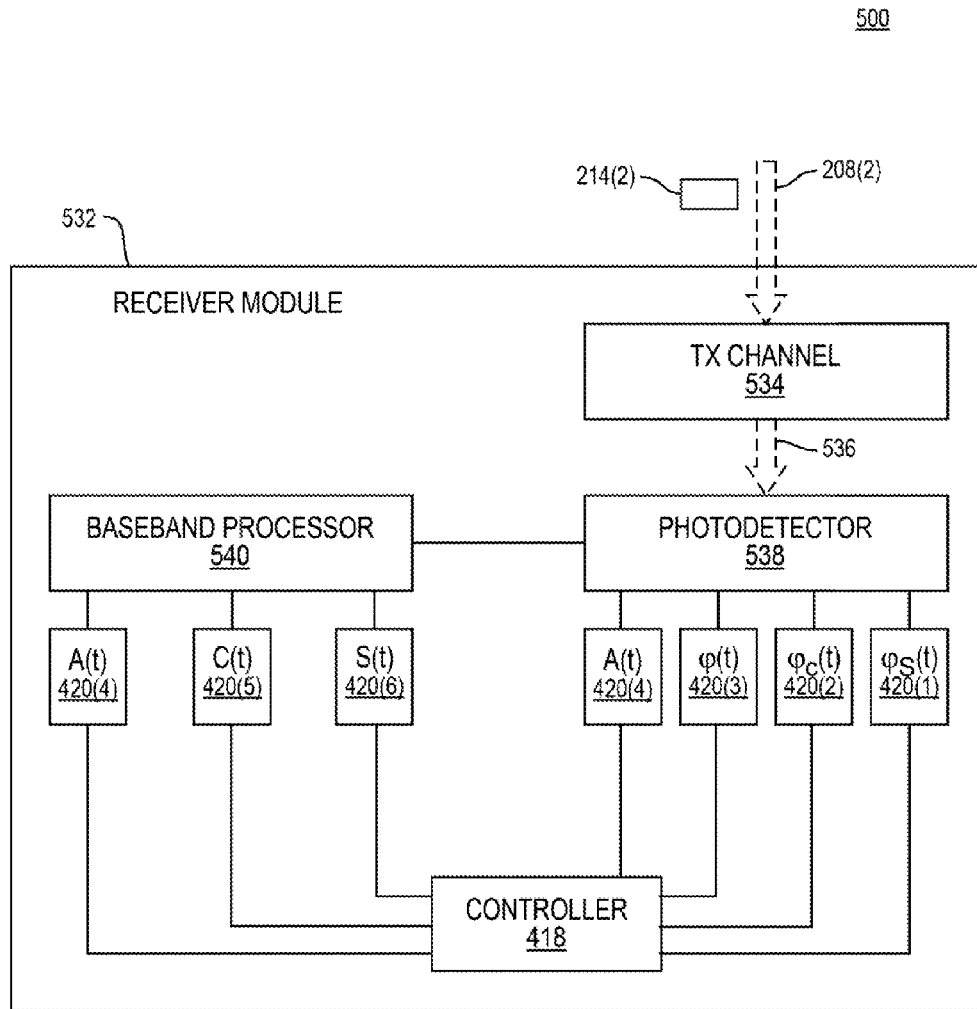 500
214(2)
208(2)
532
RECEIVER MODULE
TX CHANNEL
534
536
BASEBAND PROCESSOR
540
PHOTODETECTOR
538
A(t)
420(4)
C(t)
420(5)
S(t)
420(6)
A(t)
420(4)
φ(t)
420(3)
φc(t)
420(2)
φS(t)
420(1)
CONTROLLER
418